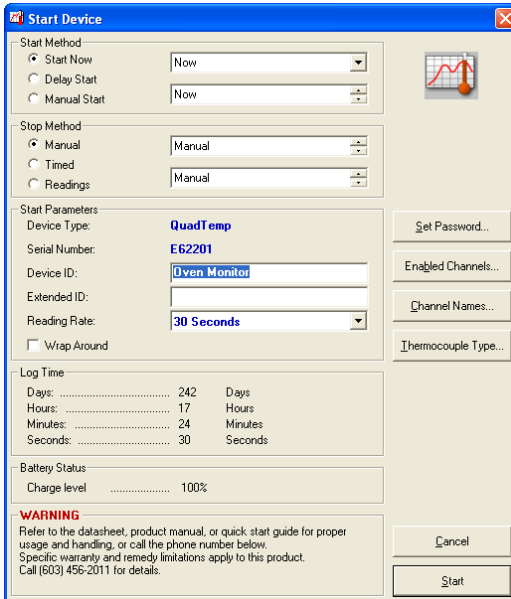 Start Device
Start Method
Start Now
Now
Delay Start
Manual Start
Now
Stop Method
Manual
Manual
Timed
Readings
Manual
Start Parameters
Device Type: QuadTemp
Serial Number: E62201
Device ID: Oven Monitor
Extended ID:
Reading Rate: 30 Seconds
Wrap Around
Set Password...
Enabled Channels...
Channel Names...
Thermocouple Type...
Log Time
Days: ............................... 242 Days
Hours: .............................. 17 Hours
Minutes: ........................... 24 Minutes
Seconds: ......................... 30 Seconds
Battery Status
Charge level .................. 100%
WARNING
Refer to the datasheet, product manual, or quick start guide for proper
usage and handling, or call the phone number below.
Specific warranty and remedy limitations apply to this product.
Call (603) 456-2011 for details.
Cancel
Start